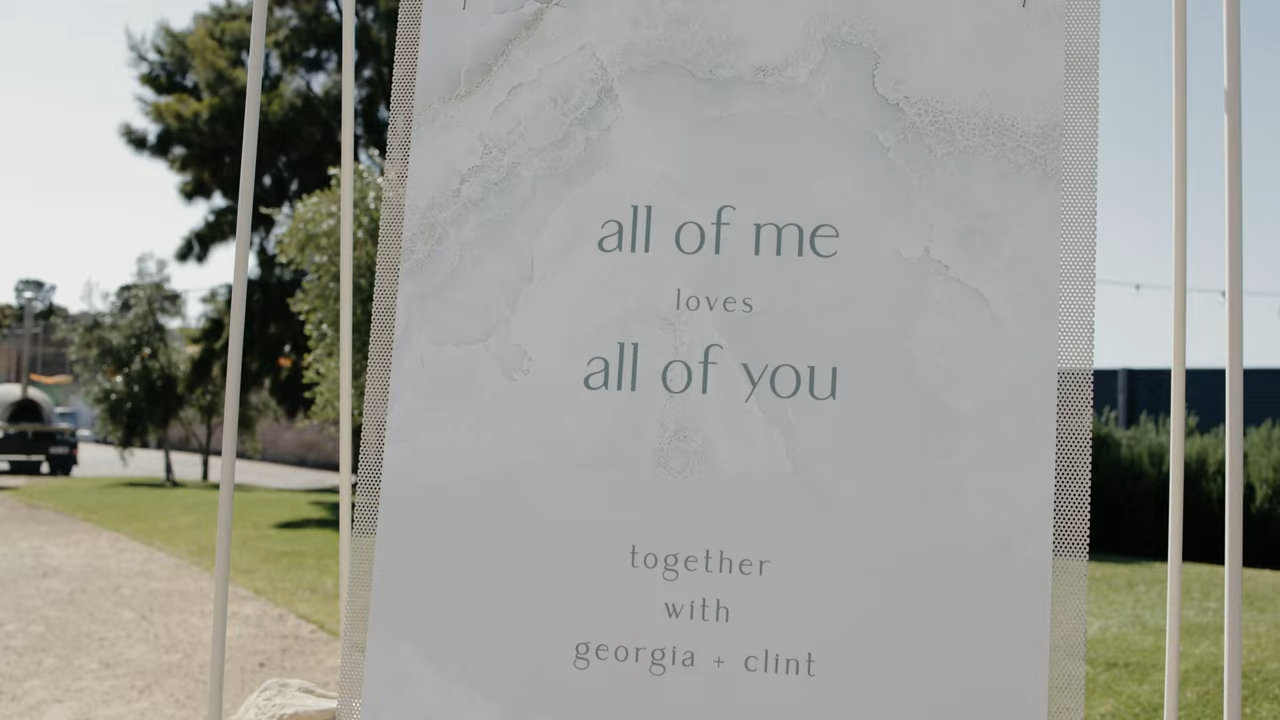 all of me
loves
all of you
together
with
georgia + clint